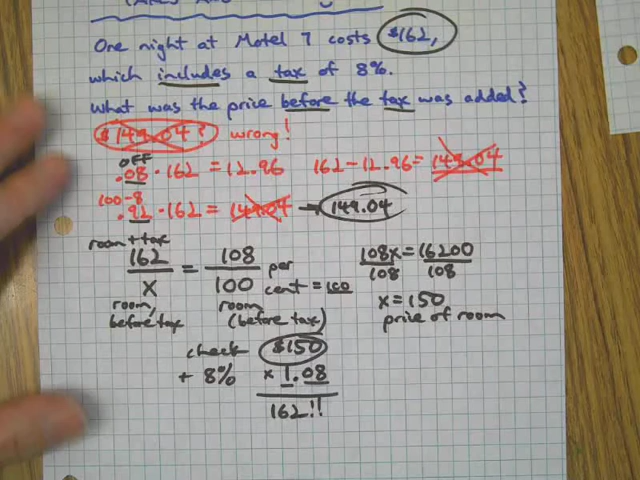 One night at Motel 7 costs $162,
which includes a tax of 8%.
What was the price before the tax was added?
$149.04? wrong!
OFF
.08 · 162 = 12.96 162 - 12.96 = 149.04
100-8
.92 · 162 = 149.04 → 149.04
room + tax
162 / x = 108 / 100 per cent = 100
room, before tax
room (before tax)
108x = 16200
108 108
x = 150
price of room
check $150
+ 8% × 1.08
162!!